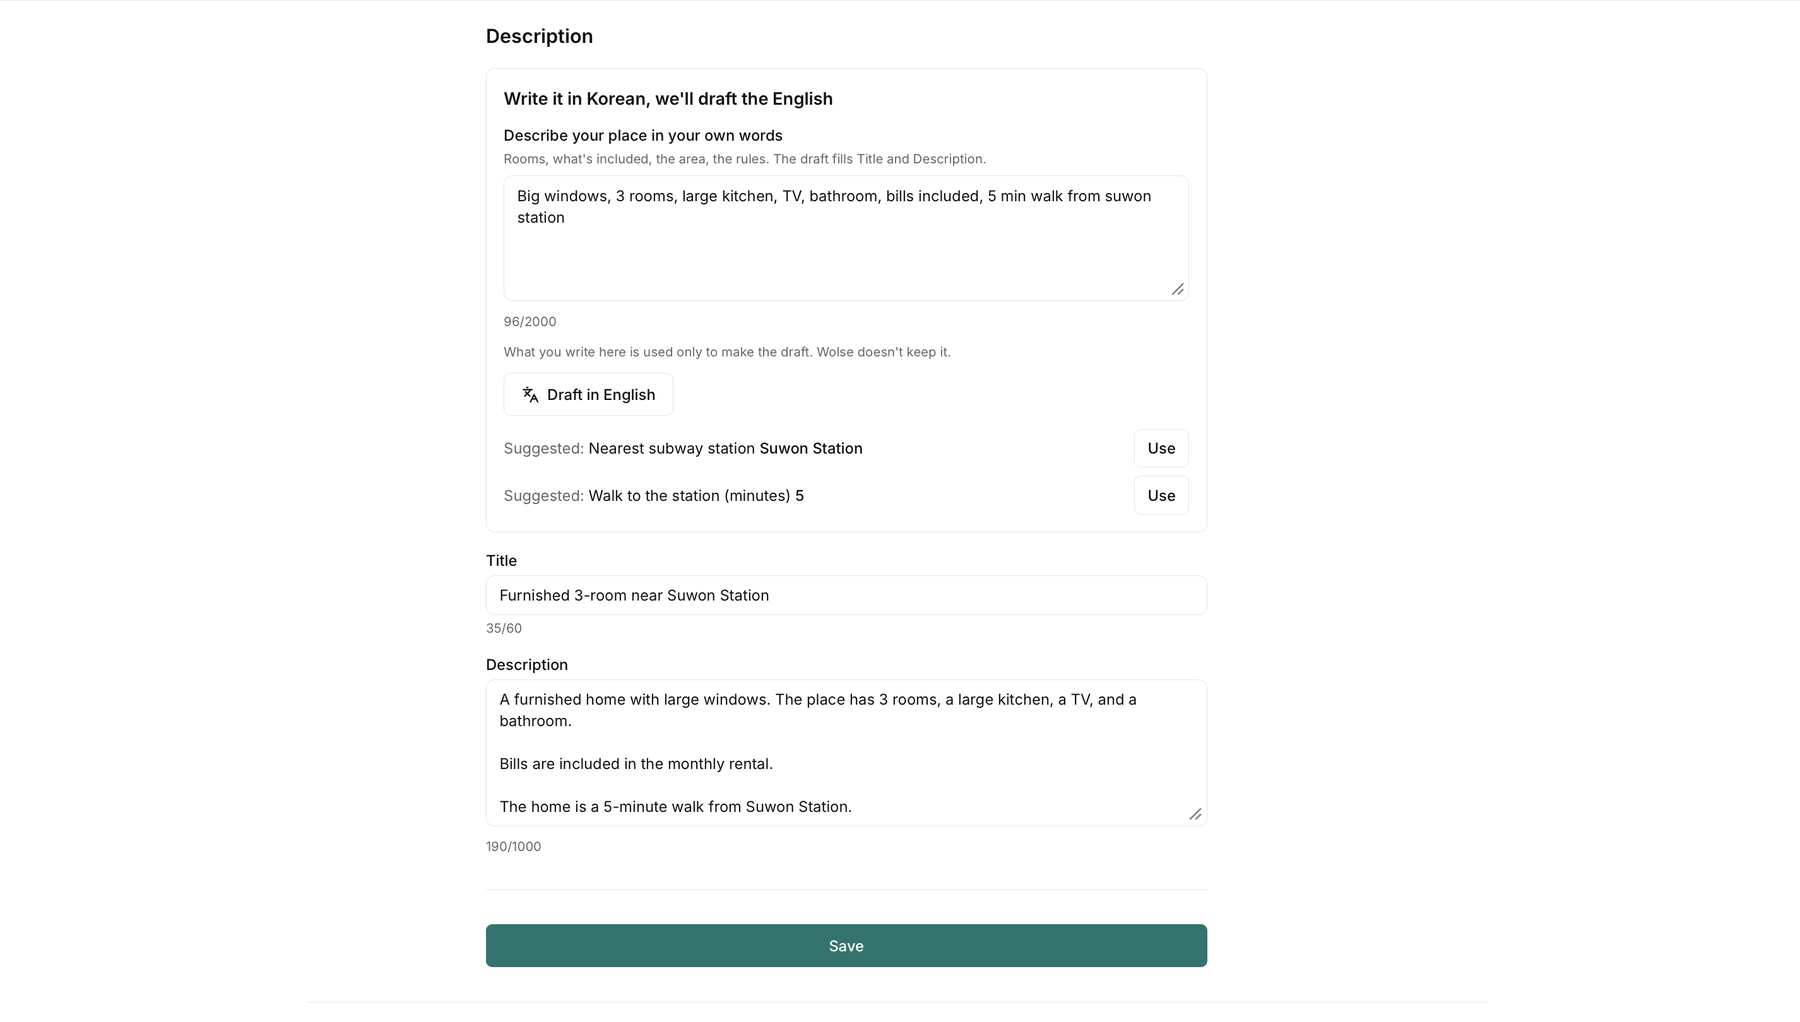 Description
Write it in Korean, we'll draft the English
Describe your place in your own words
Rooms, what's included, the area, the rules. The draft fills Title and Description.
Big windows, 3 rooms, large kitchen, TV, bathroom, bills included, 5 min walk from suwon
station
96/2000
What you write here is used only to make the draft. Wolse doesn't keep it.
Draft in English
Suggested: Nearest subway station Suwon Station
Use
Suggested: Walk to the station (minutes) 5
Use
Title
Furnished 3-room near Suwon Station
35/60
Description
A furnished home with large windows. The place has 3 rooms, a large kitchen, a TV, and a
bathroom.
Bills are included in the monthly rental.
The home is a 5-minute walk from Suwon Station.
190/1000
Save